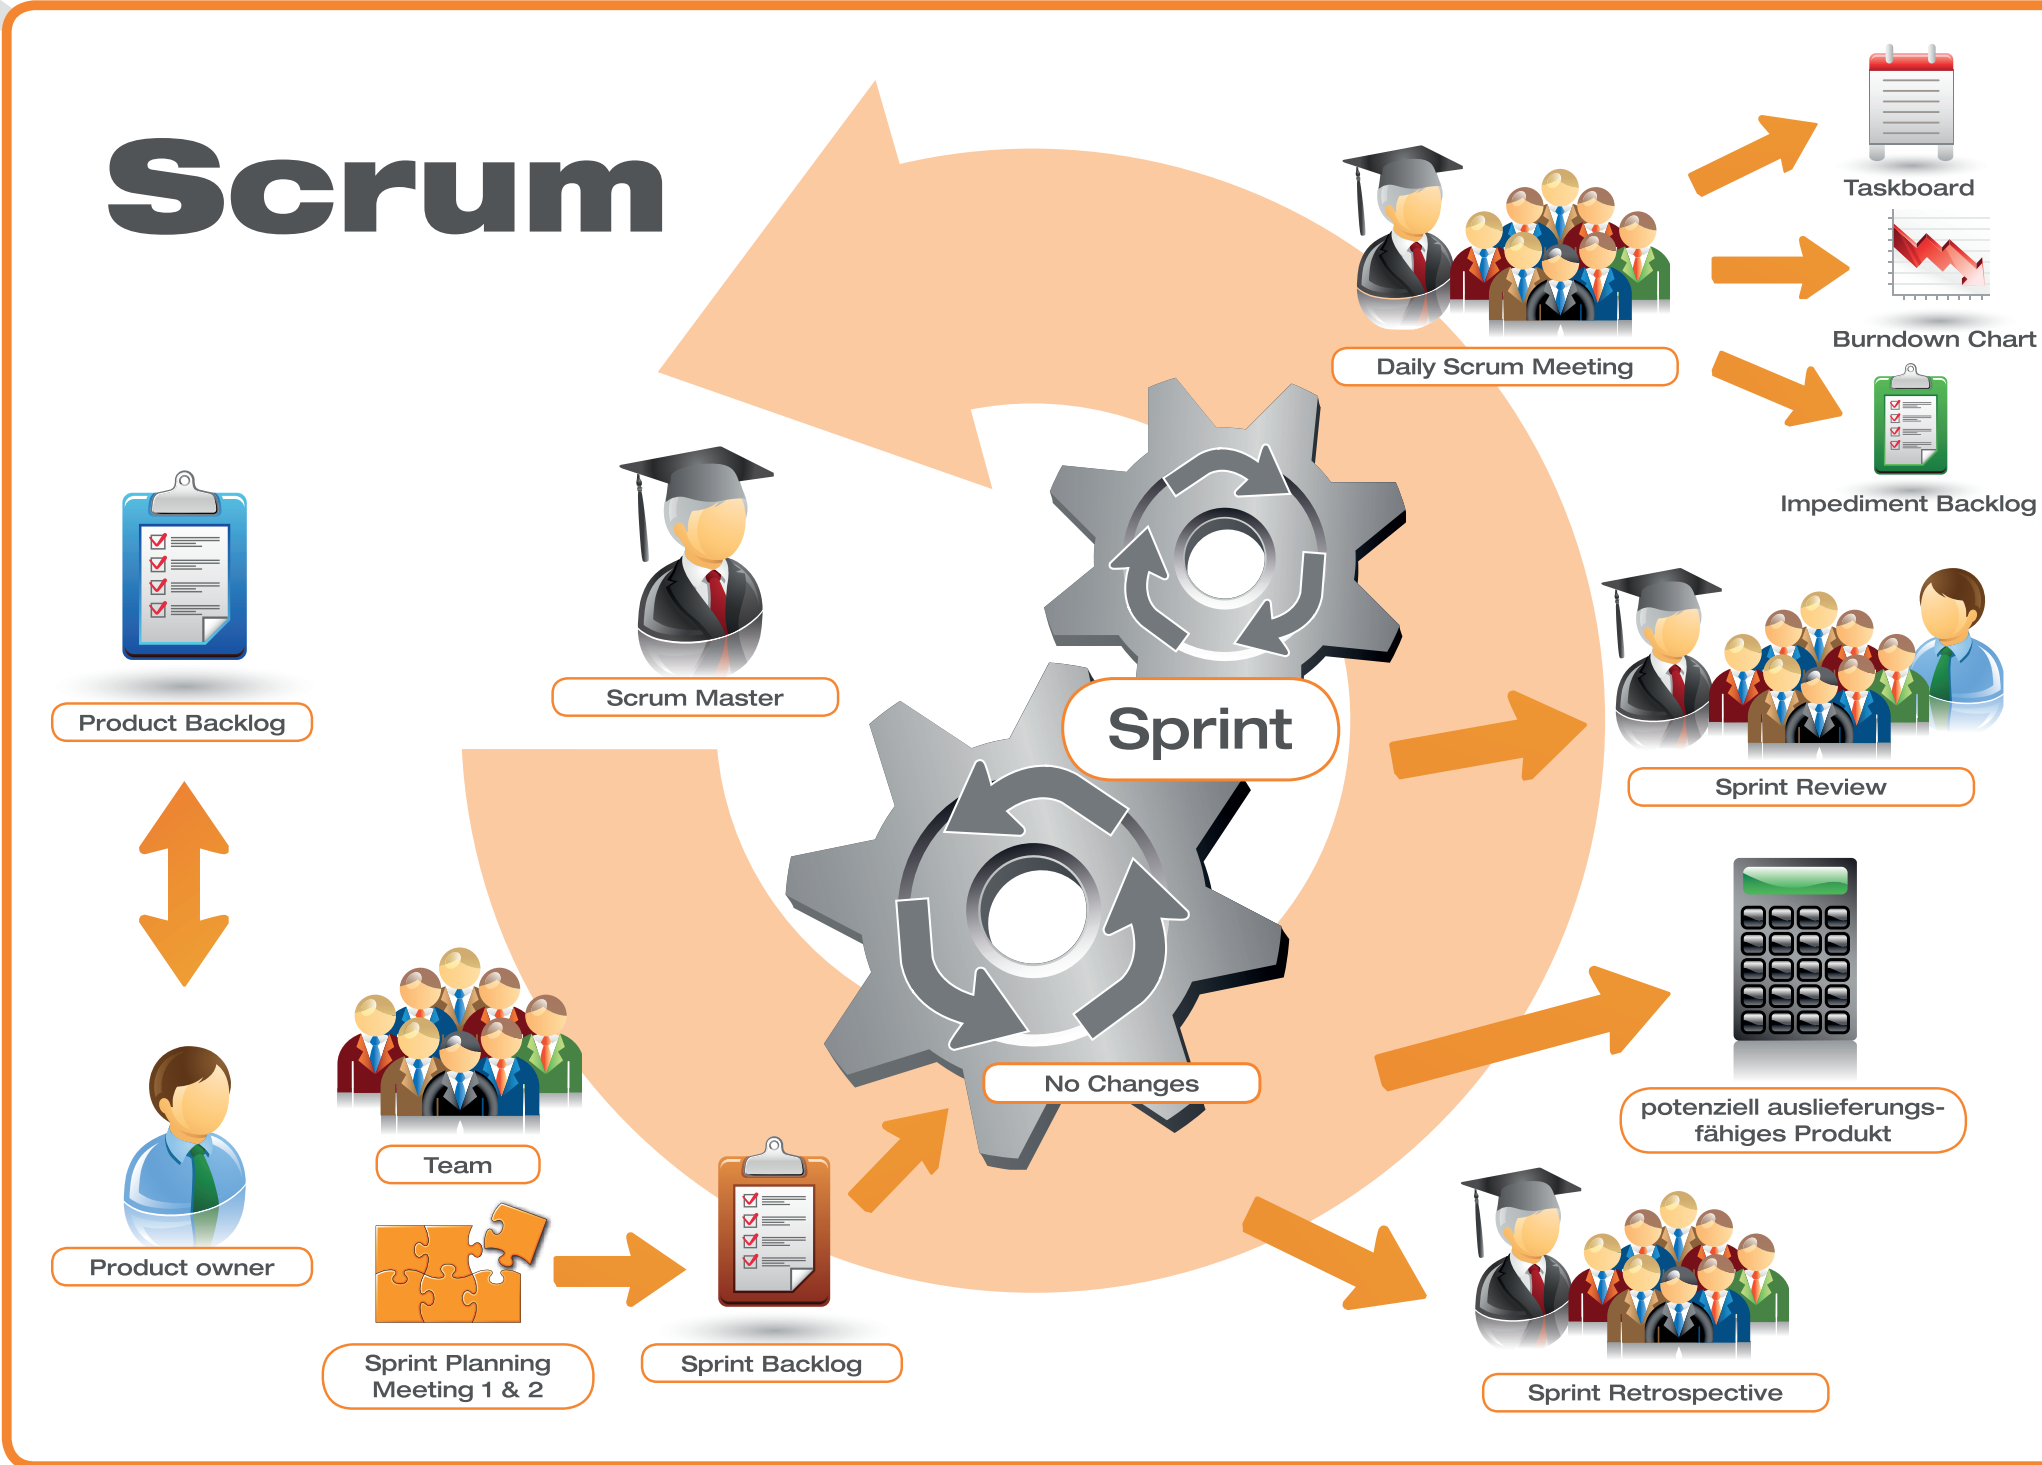 Scrum
Taskboard
Burndown Chart
Daily Scrum Meeting
Impediment Backlog
Product Backlog
Scrum Master
Sprint
Sprint Review
No Changes
potenziell auslieferungs-
fähiges Produkt
Team
Product owner
Sprint Planning
Meeting 1 & 2
Sprint Backlog
Sprint Retrospective